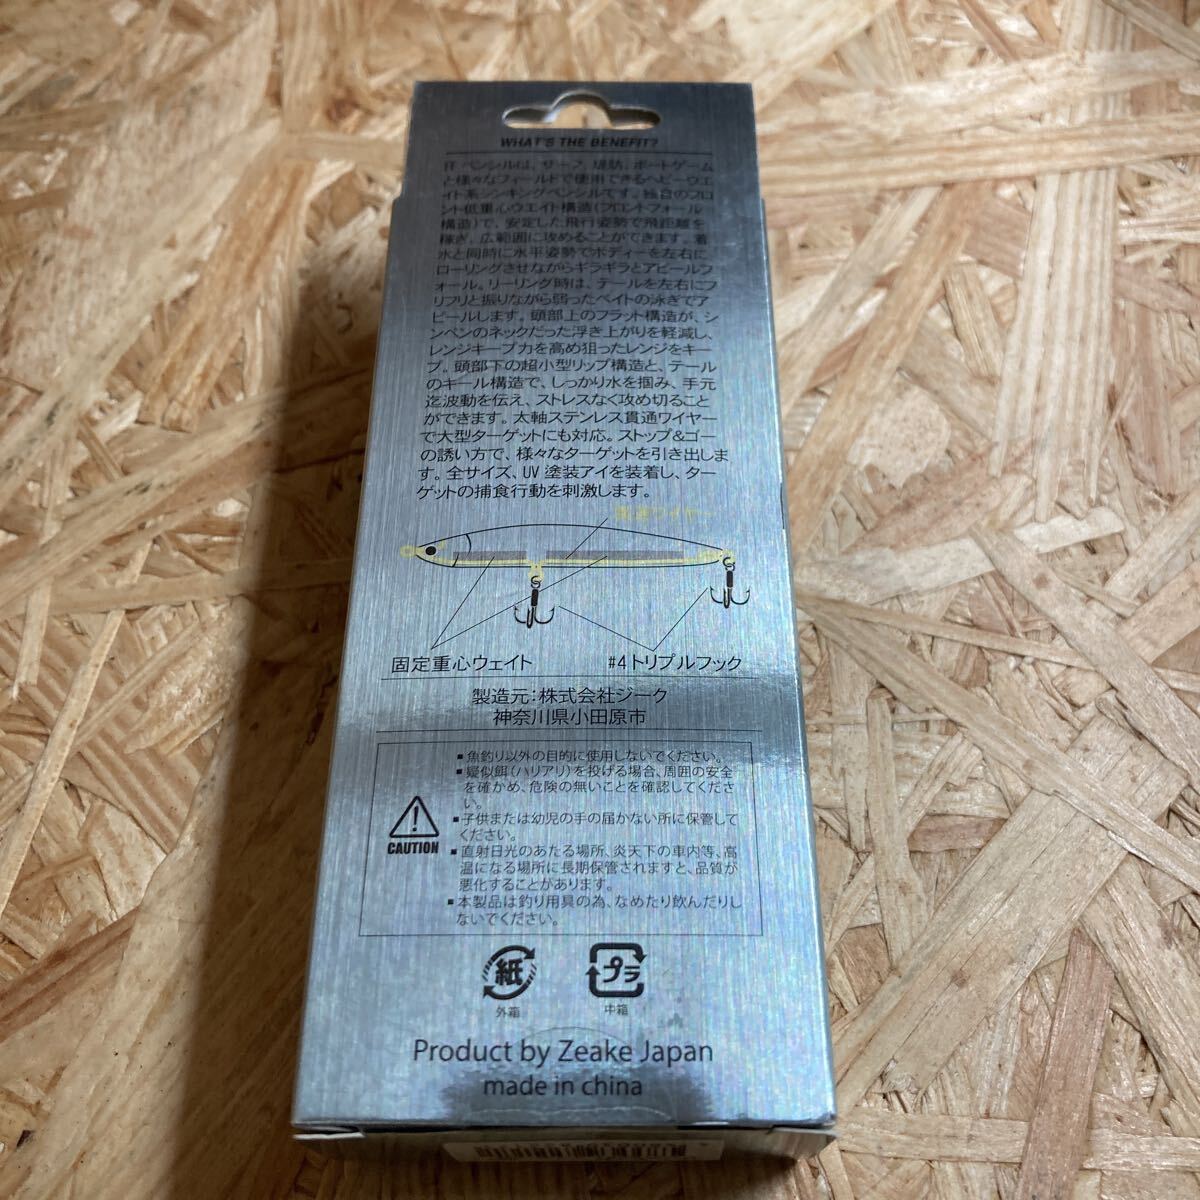 WHAT'S THE BENEFIT?
ペンシルは、サーフ、堤防、ボートゲーム
と様々なフィールドで使用できるヘビーウエ
イト系シンキングペンシルです。独自のフロ
ント低重心ウエイト構造(フロントフォール
構造)で、安定した飛行姿勢で飛距離を
稼ぎ、広範囲に攻めることができます。着
水と同時に水平姿勢でボディーを左右に
ローリングさせながらギラギラとアピールフ
ォール。リーリング時は、テールを左右にフ
リフリと振りながら弱ったベイトの泳ぎでア
ピールします。頭部上のフラット構造が、シ
ンペンのネックだった浮き上がりを軽減し、
レンジキープ力を高め狙ったレンジをキー
プ。頭部下の超小型リップ構造と、テール
のキール構造で、しっかり水を掴み、手元
迄波動を伝え、ストレスなく攻め切ること
ができます。太軸ステンレス貫通ワイヤー
で大型ターゲットにも対応。ストップ&ゴー
の誘い方で、様々なターゲットを引き出しま
す。全サイズ、UV 塗装アイを装着し、ター
ゲットの捕食行動を刺激します。
貫通ワイヤー
固定重心ウェイト
#4トリプルフック
製造元:株式会社ジーク
神奈川県小田原市
CAUTION
■魚釣り以外の目的に使用しないでください。
■疑似餌(ハリアリ)を投げる場合、周囲の安全
を確かめ、危険の無いことを確認してくださ
い。
■子供または幼児の手の届かない所に保管して
ください。
■直射日光のあたる場所、炎天下の車内等、高
温になる場所に長期保管されますと、品質が
悪化することがあります。
■本製品は釣り用具の為、なめたり飲んだりし
ないでください。
紙
外箱
プラ
中箱
Product by Zeake Japan
made in china